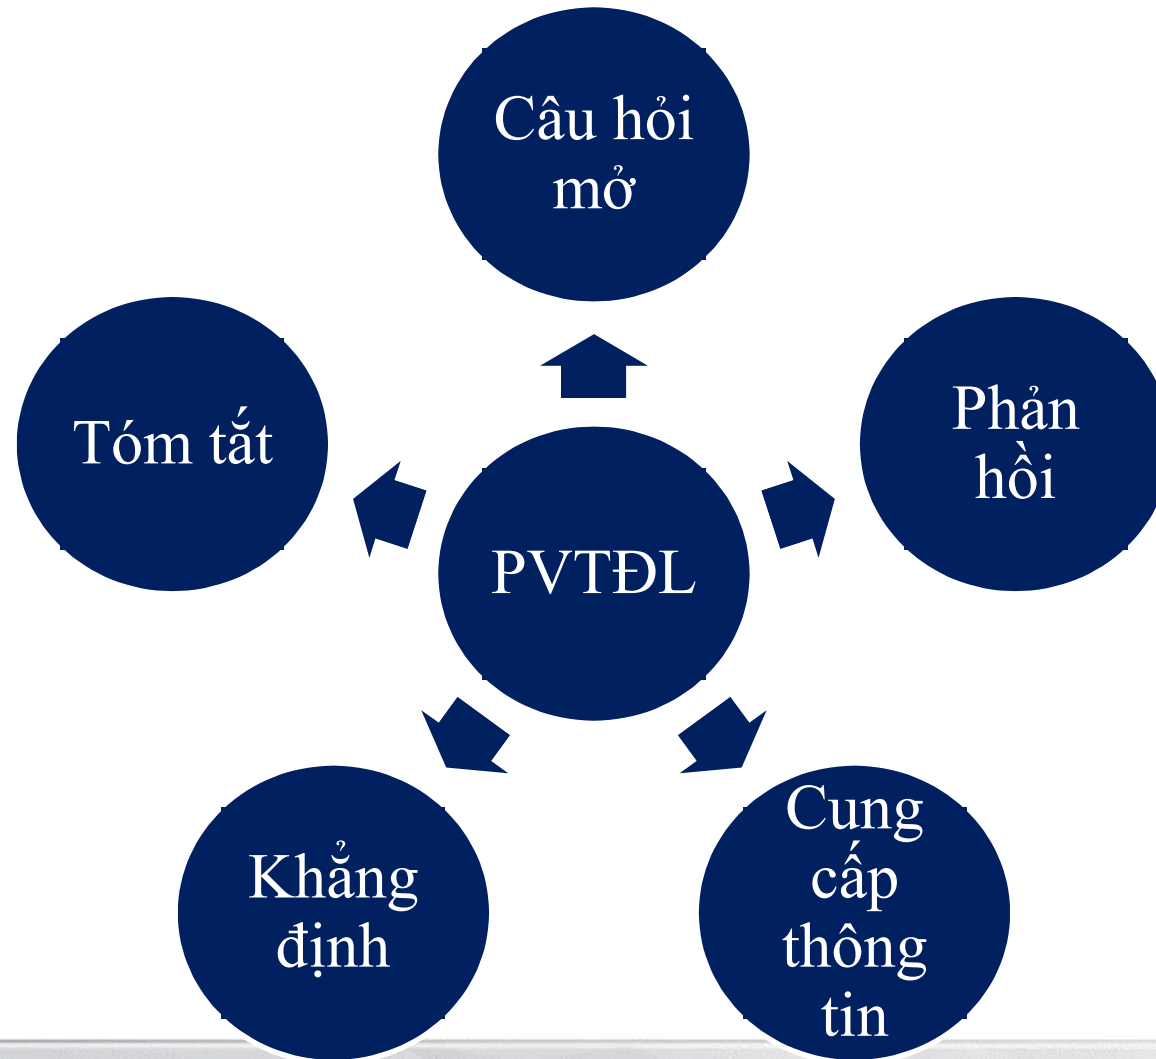 Câu hỏi
mở
Tóm tắt
Phản
hồi
PVTĐL
Khẳng
định
Cung
cấp
thông
tin